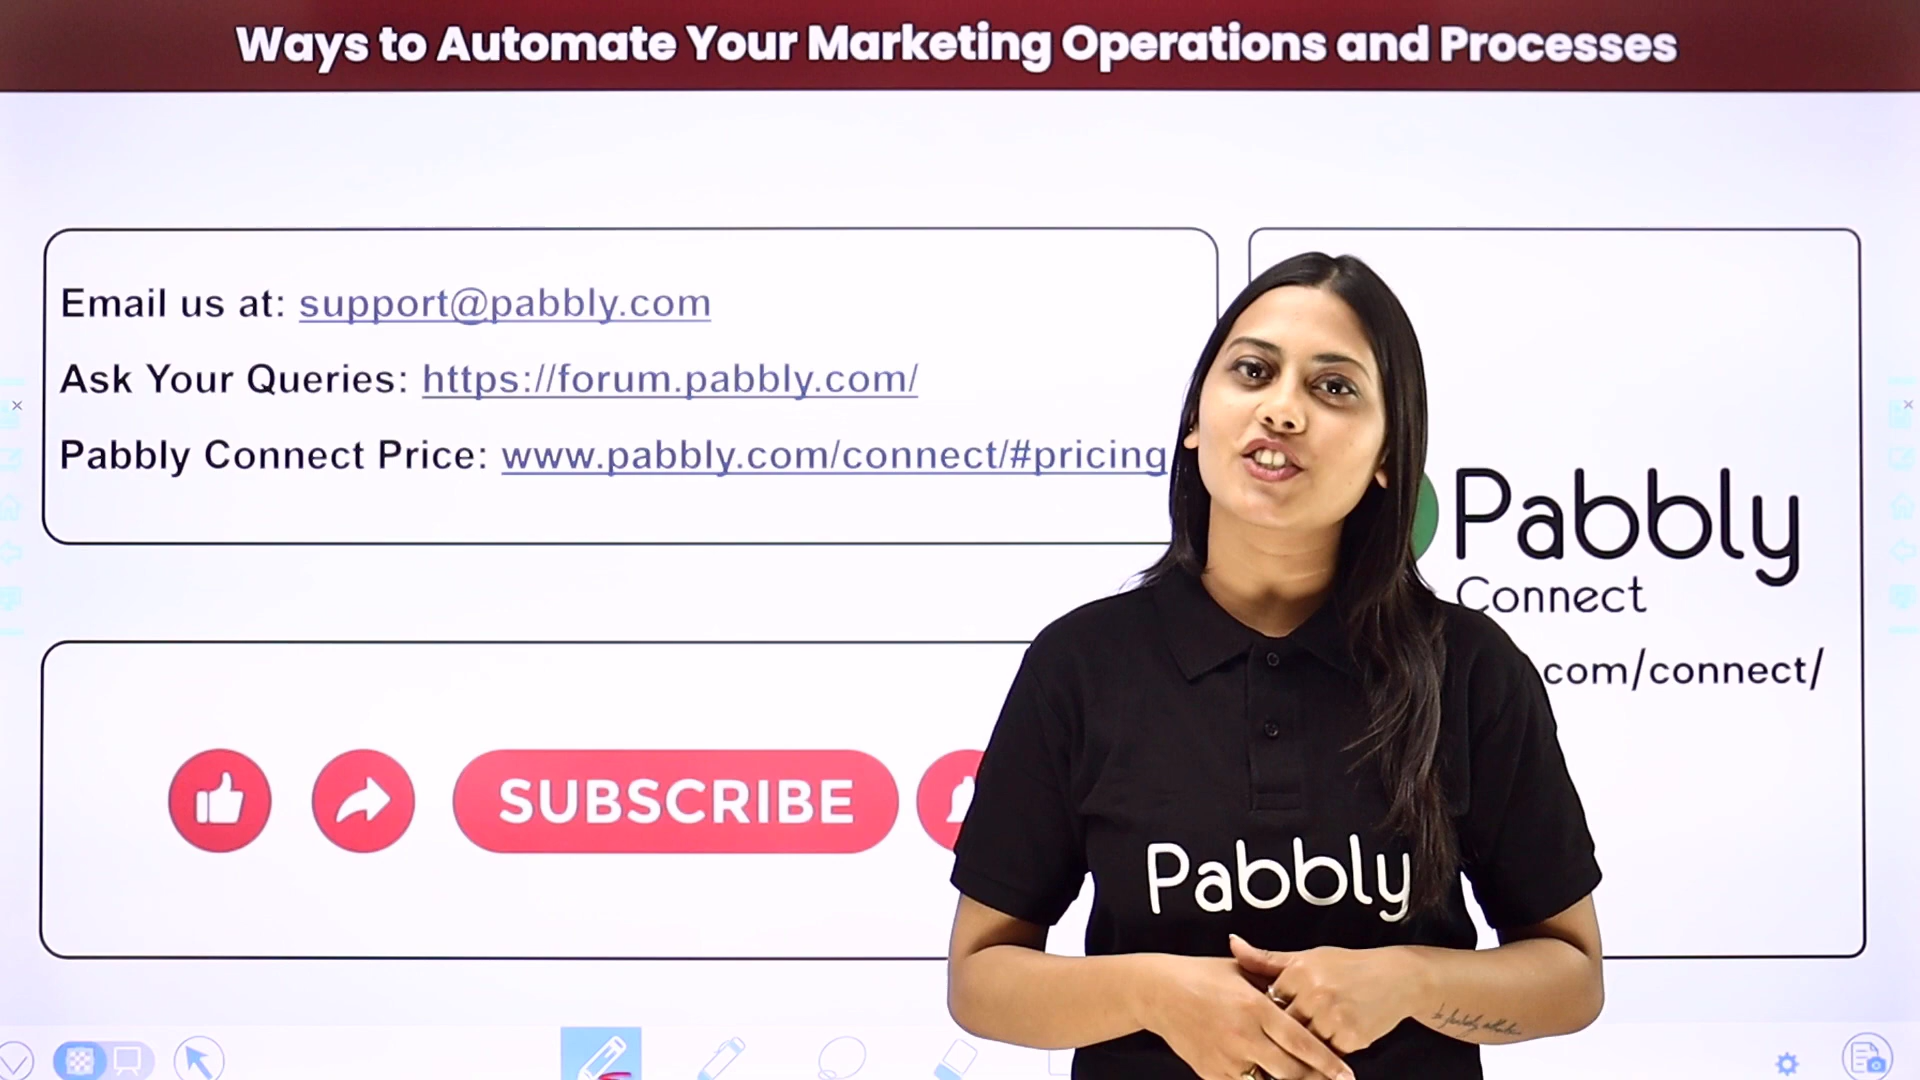 Ways to Automate Your Marketing Operations and Processes
Email us at: support@pabbly.com
Ask Your Queries: https://forum.pabbly.com/
Pabbly Connect Price: www.pabbly.com/connect/#pricing
Pabbly
Connect
.com/connect/
SUBSCRIBE
Pabbly